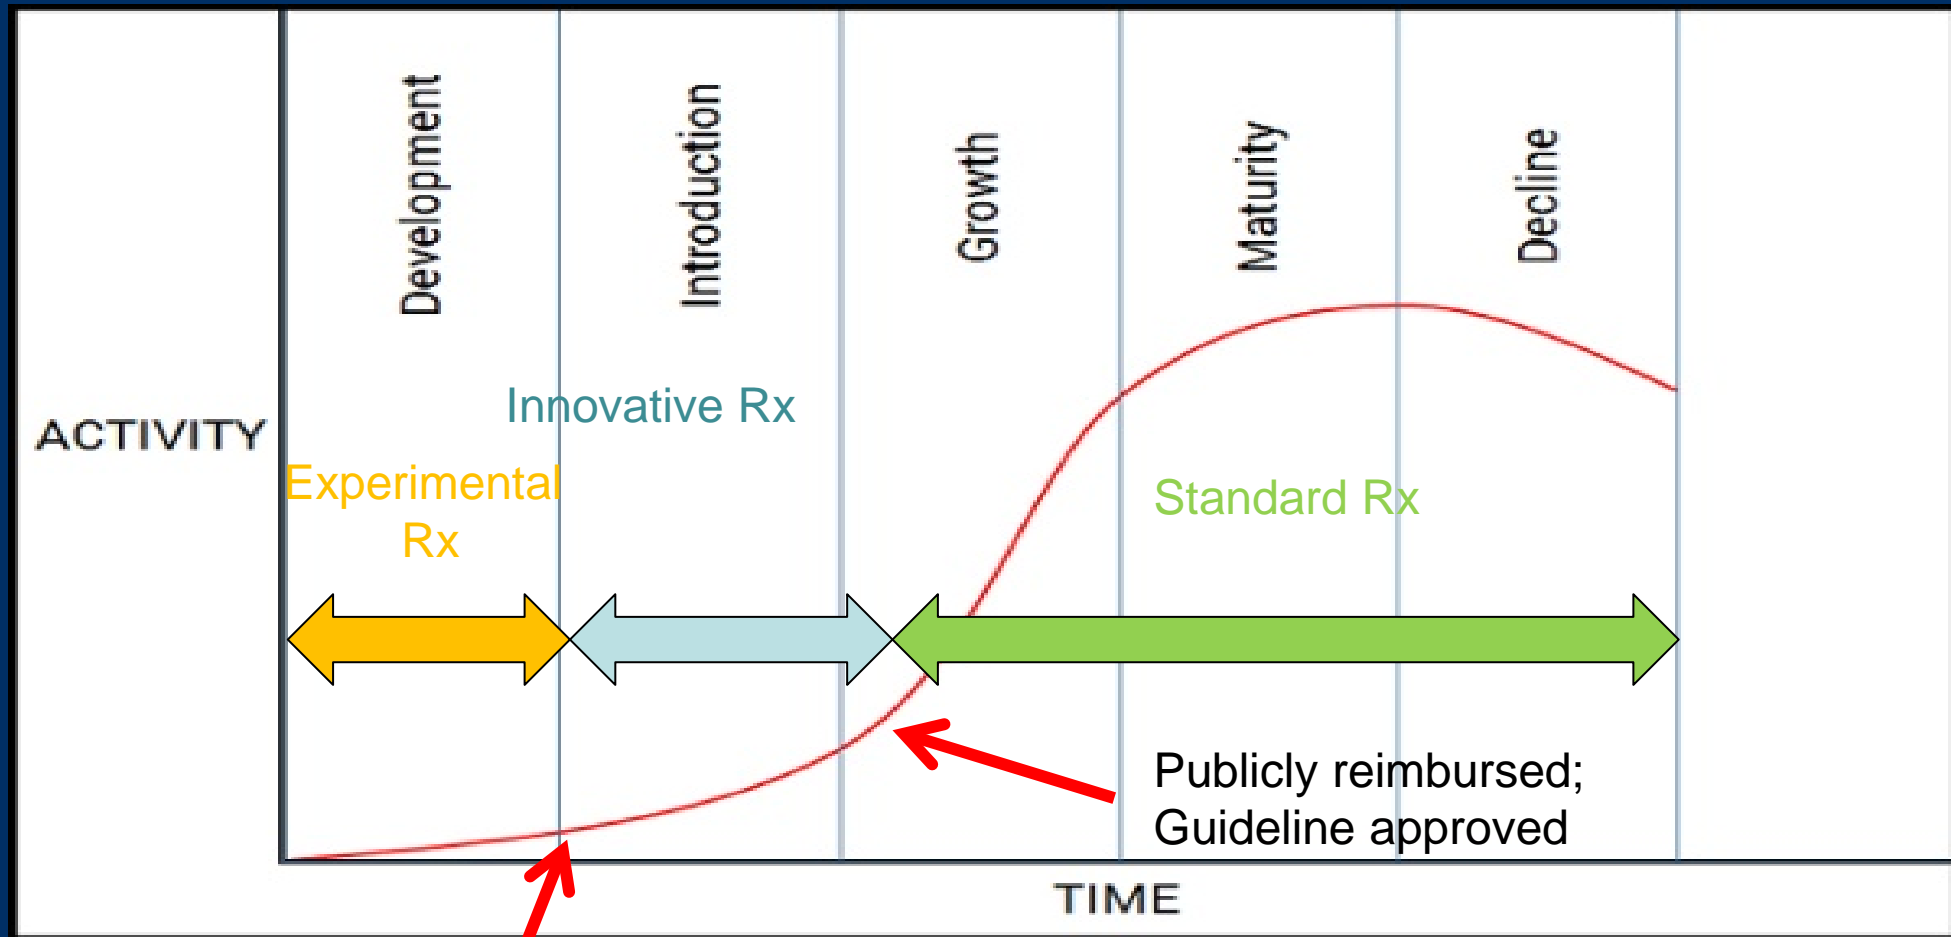 Development
Introduction
Growth
Maturity
Decline
Innovative Rx
ACTIVITY
Experimental
Rx
Standard Rx
Publicly reimbursed;
Guideline approved
TIME